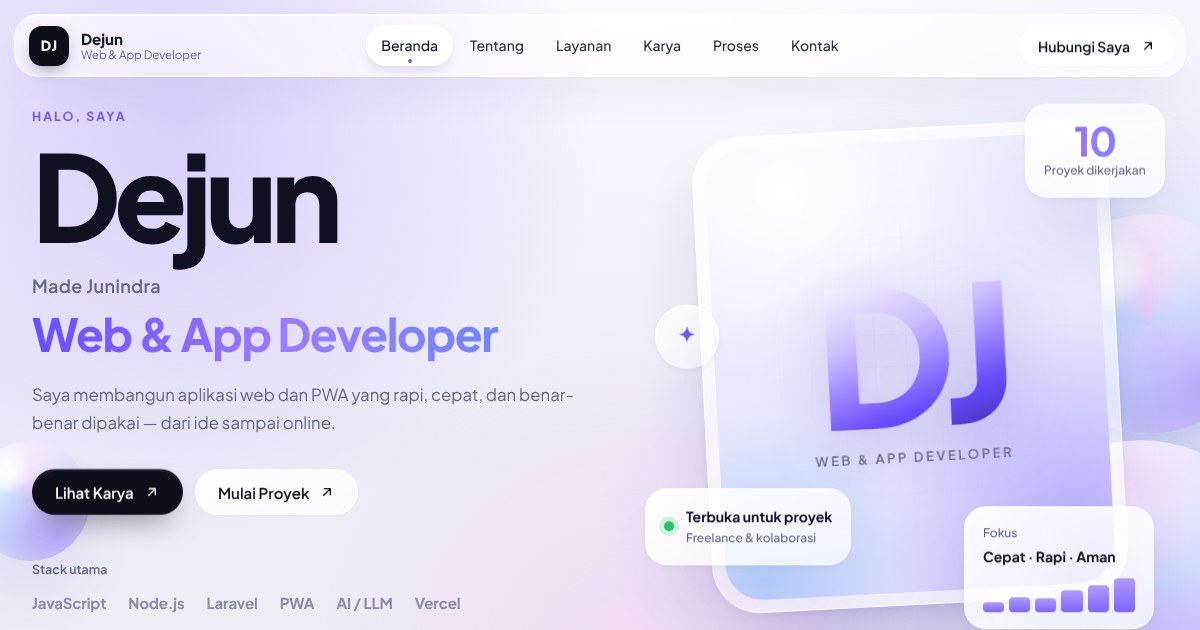 DJ
Dejun
Web & App Developer
Beranda
Tentang
Layanan
Karya
Proses
Kontak
Hubungi Saya
HALO, SAYA
Dejun
Made Junindra
Web & App Developer
Saya membangun aplikasi web dan PWA yang rapi, cepat, dan benar-
benar dipakai — dari ide sampai online.
Lihat Karya
Mulai Proyek
Stack utama
JavaScript
Node.js
Laravel
PWA
AI / LLM
Vercel
10
Proyek dikerjakan
DJ
WEB & APP DEVELOPER
Terbuka untuk proyek
Freelance & kolaborasi
Fokus
Cepat · Rapi · Aman